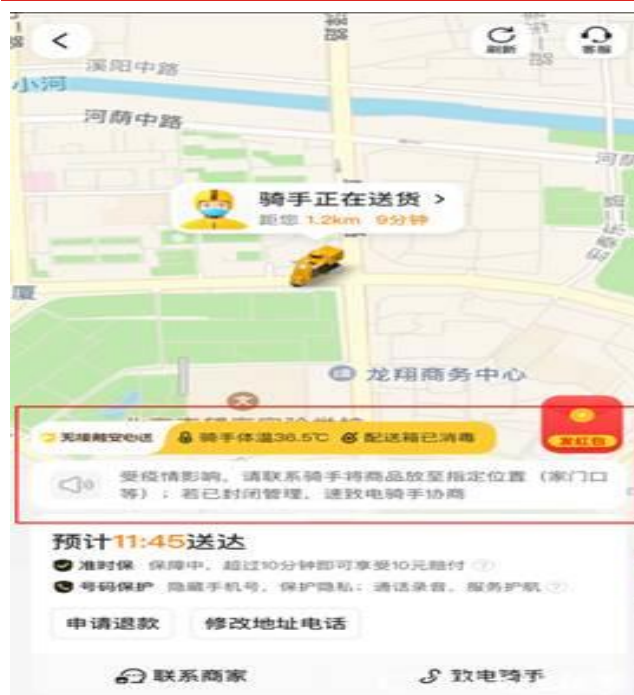 刷新
客服
溪阳中路
小河
河荫中路
骑手正在送货 >
距您 1.2km 9分钟
厦
龙翔商务中心
无接触安心送 骑手体温36.5℃ 配送箱已消毒
发红包
受疫情影响，请联系骑手将商品放至指定位置（家门口
等）；若已封闭管理，速致电骑手协商
预计11:45送达
准时保 保障中，超过10分钟即可享受10元赔付
号码保护 隐藏手机号，保护隐私；通话录音，服务护航
申请退款 修改地址电话
联系商家 致电骑手